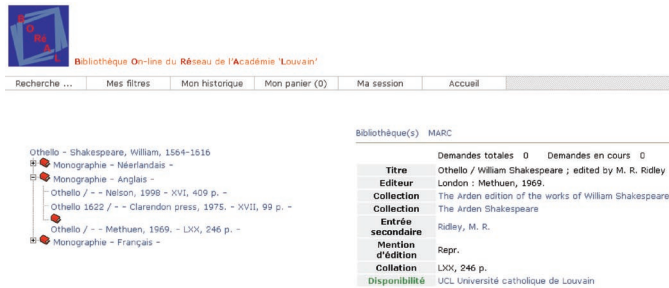 BORéAL
Bibliothèque On-line du Réseau de l'Académie 'Louvain'
Recherche ... Mes filtres Mon historique Mon panier (0) Ma session Accueil
Othello - Shakespeare, William, 1564-1616
Monographie - Néerlandais -
Monographie - Anglais -
Othello / - - Nelson, 1998 - XVI, 409 p. -
Othello 1622 / - - Clarendon press, 1975. - XVII, 99 p. -
Othello / - - Methuen, 1969. - LXX, 246 p. -
Monographie - Français -
Bibliothèque(s) MARC
Demandes totales 0 Demandes en cours 0
Titre Othello / William Shakespeare ; edited by M. R. Ridley
Editeur London : Methuen, 1969.
Collection The Arden edition of the works of William Shakespeare
Collection The Arden Shakespeare
Entrée
secondaire Ridley, M. R.
Mention
d'édition Repr.
Collation LXX, 246 p.
Disponibilité UCL Université catholique de Louvain